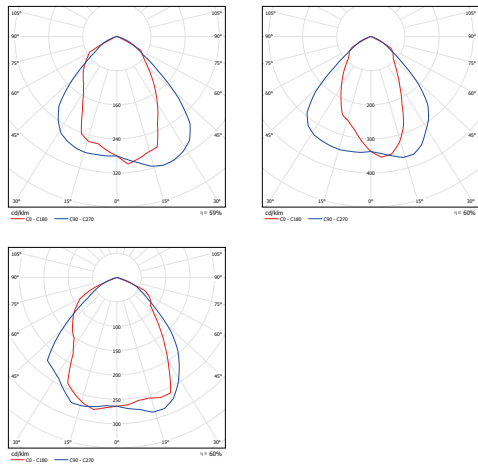 105° 105°
90° 90°
75° 75°
60° 60°
160
45° 45°
240
320
30° 15° 0° 15° 30°
cd/klm η = 59%
C0 - C180 C90 - C270
105° 105°
90° 90°
75° 75°
60° 60°
200
45° 45°
300
400
30° 15° 0° 15° 30°
cd/klm η = 60%
C0 - C180 C90 - C270
105° 105°
90° 90°
75° 75°
100
60° 60°
150
200
45° 45°
250
300
30° 15° 0° 15° 30°
cd/klm η = 60%
C0 - C180 C90 - C270